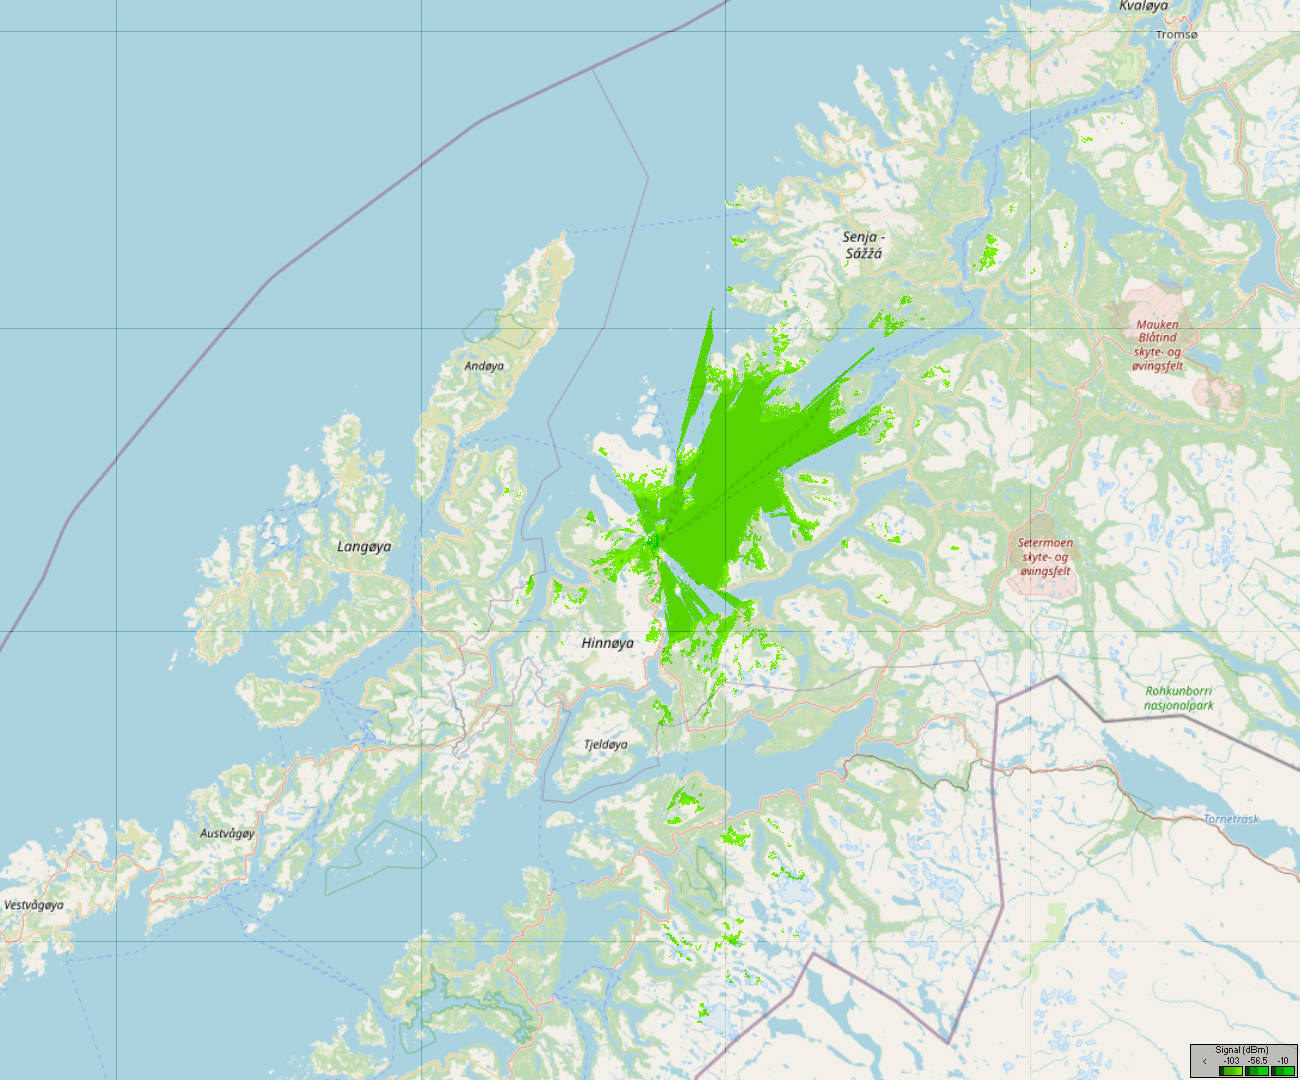 Kvaløya
Tromsø
Senja -
Sážžá
Mauken
Blåtind
skyte- og
øvingsfelt
Andøya
Langøya
Setermoen
skyte- og
øvingsfelt
Hinnøya
Rohkunborri
nasjonalpark
Tjeldøya
Torneträsk
Austvågøy
Vestvågøya
Signal (dBm)
< -103 -56.5 -10